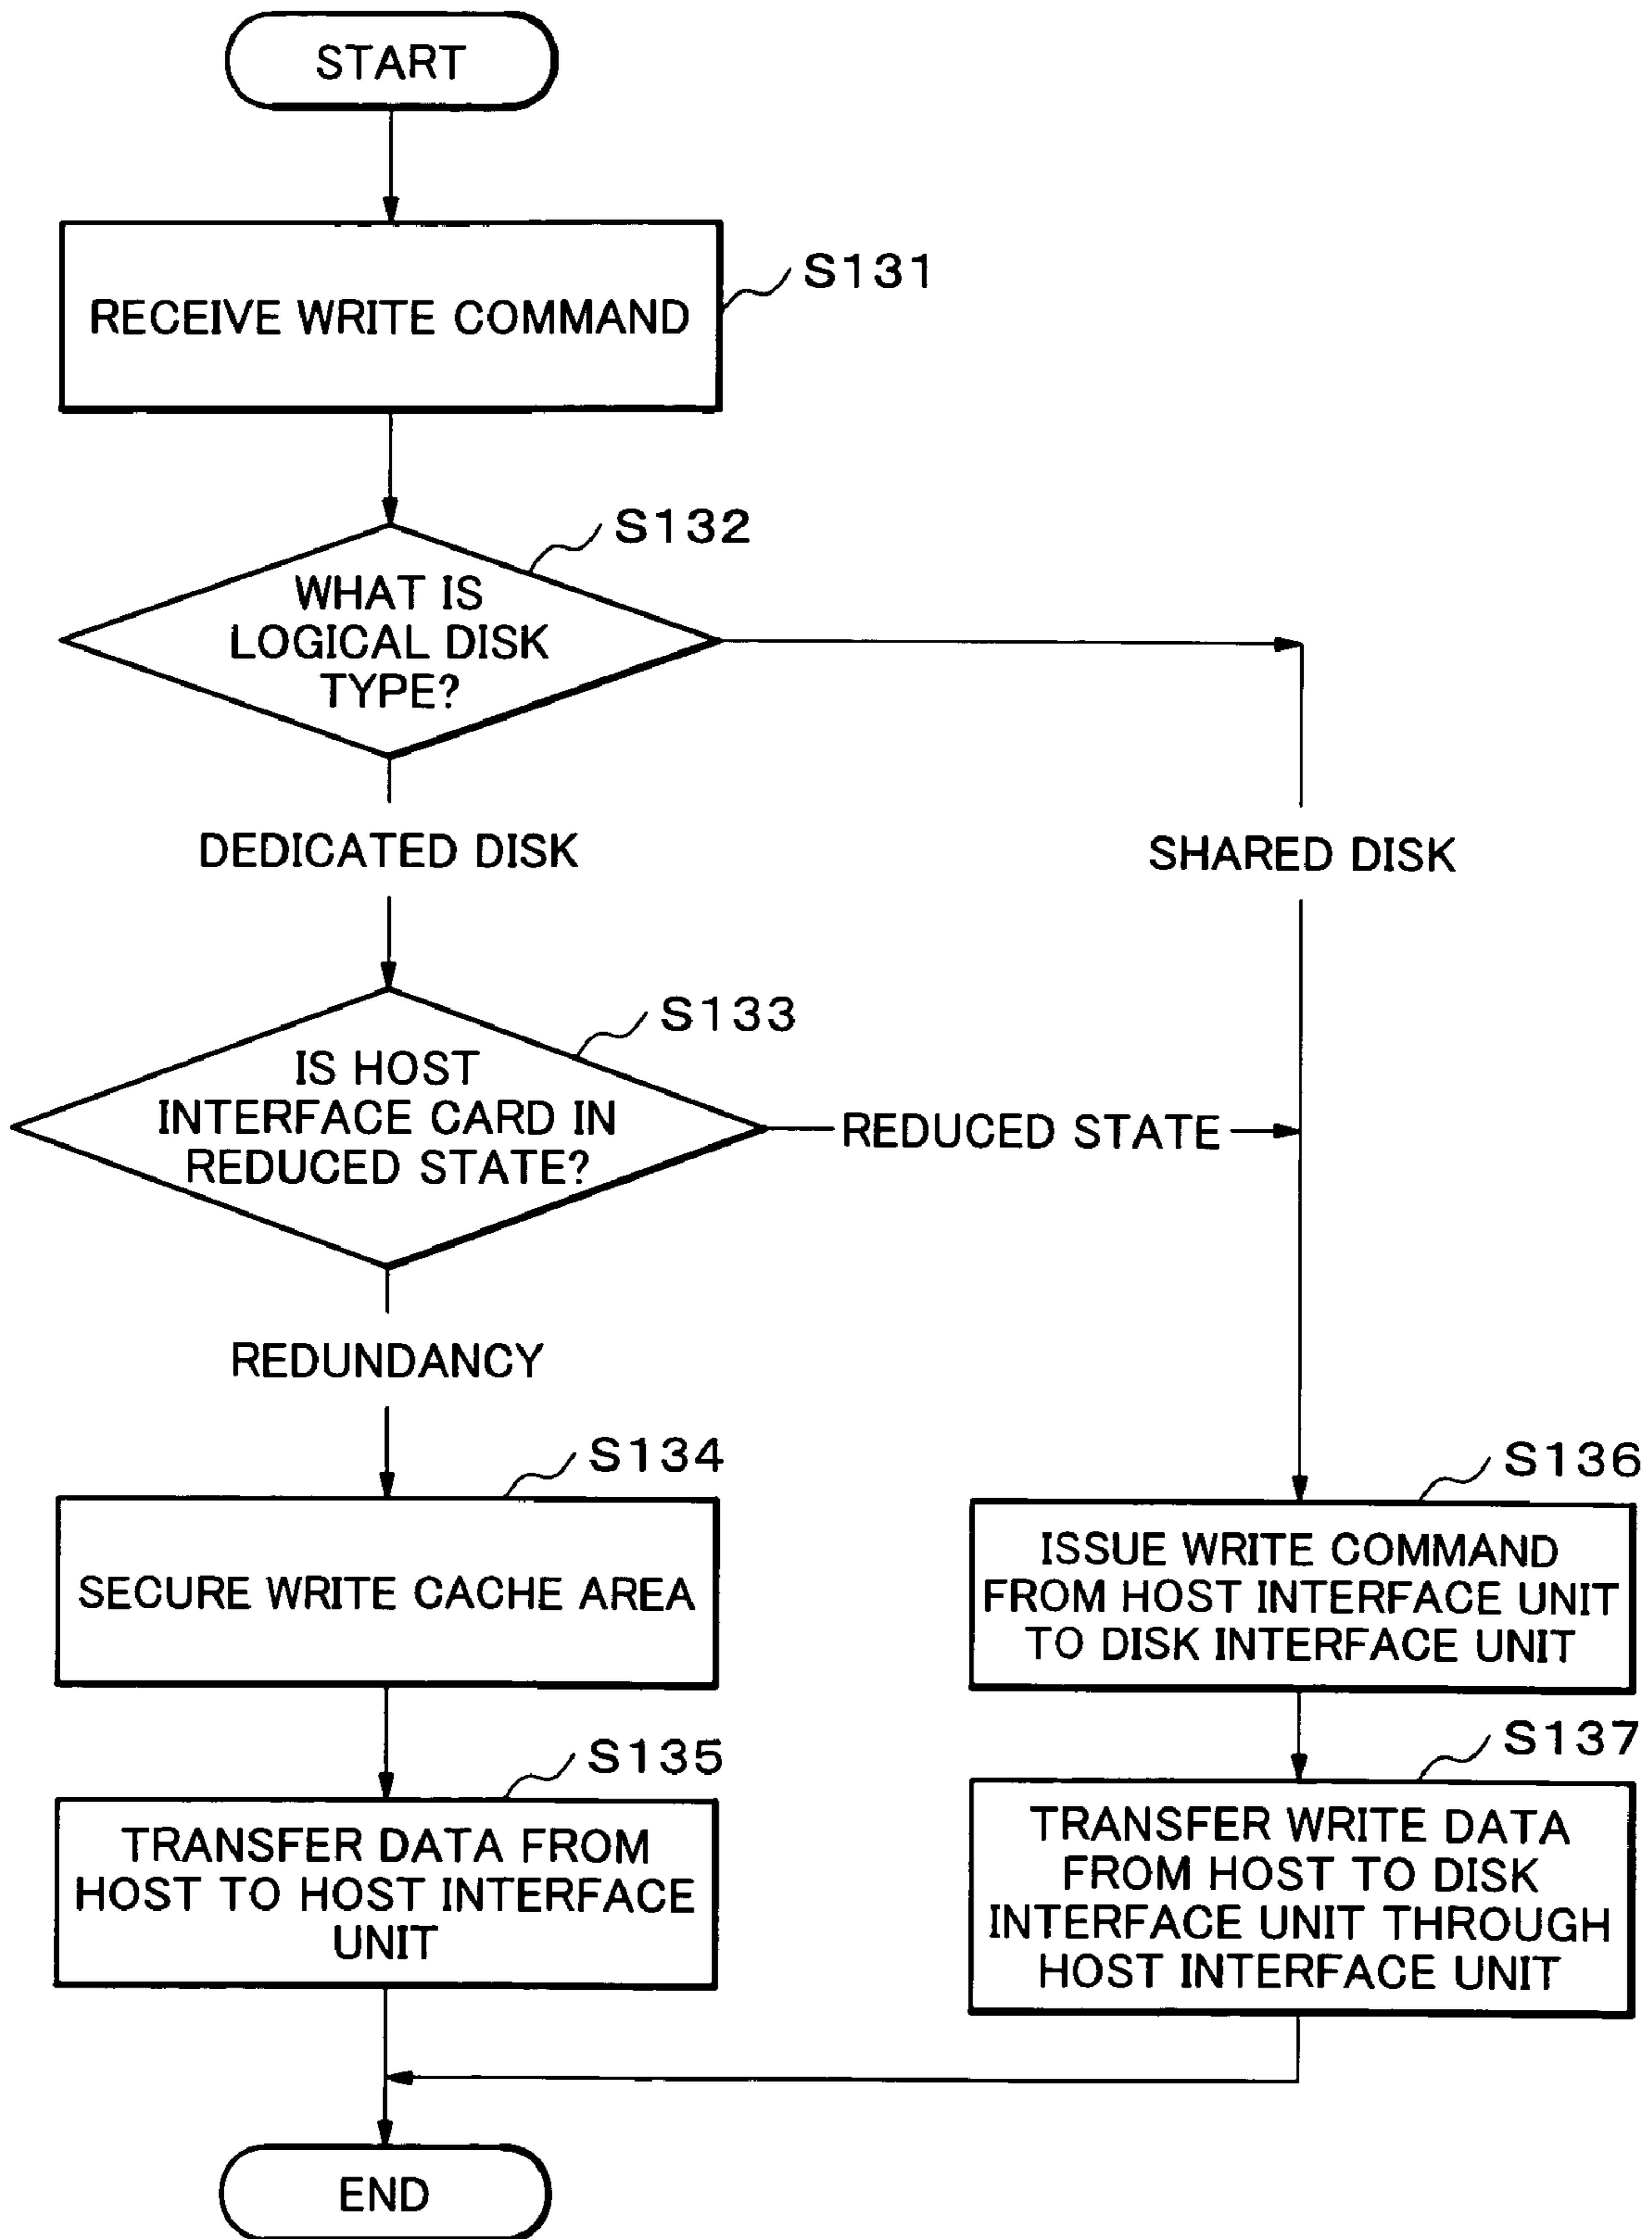 START
RECEIVE WRITE COMMAND
S131
S132
WHAT IS
LOGICAL DISK
TYPE?
DEDICATED DISK
SHARED DISK
S133
IS HOST
INTERFACE CARD IN
REDUCED STATE?
REDUCED STATE
REDUNDANCY
S134
SECURE WRITE CACHE AREA
S136
ISSUE WRITE COMMAND
FROM HOST INTERFACE UNIT
TO DISK INTERFACE UNIT
S135
TRANSFER DATA FROM
HOST TO HOST INTERFACE
UNIT
S137
TRANSFER WRITE DATA
FROM HOST TO DISK
INTERFACE UNIT THROUGH
HOST INTERFACE UNIT
END